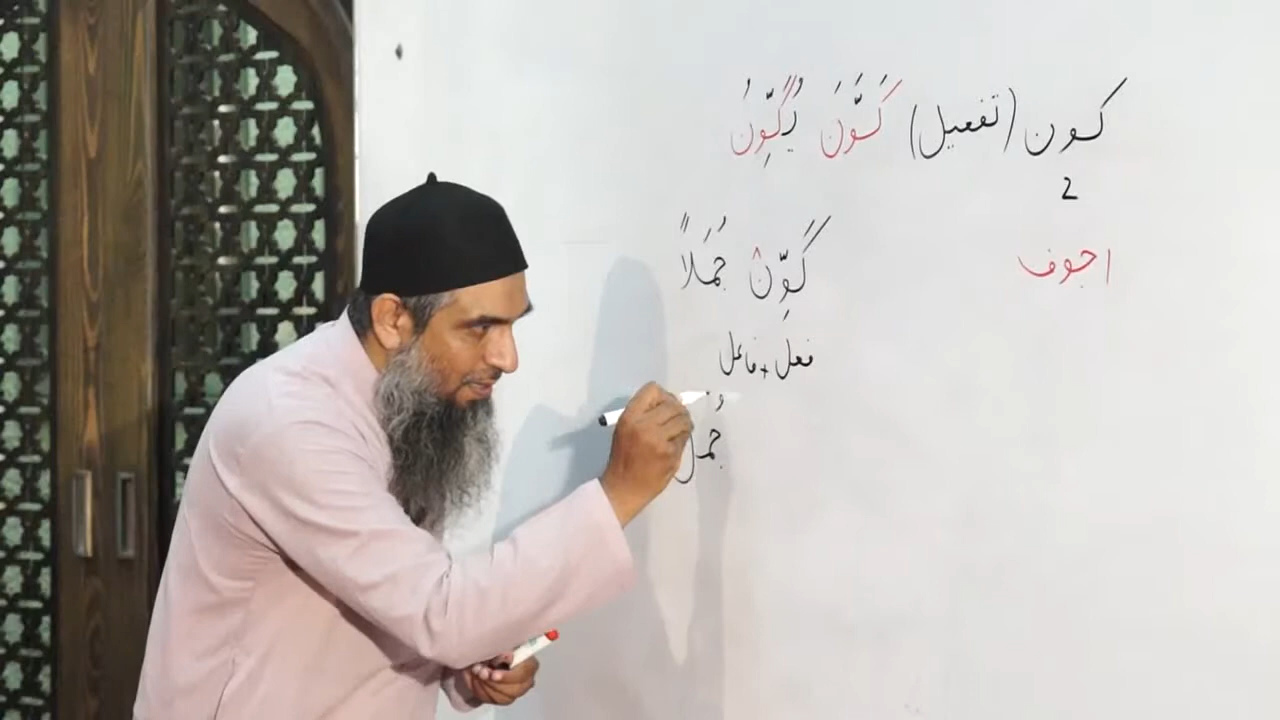 كون (تفعيل) كَوَّنَ يُكَوِّنُ
2
اجوف
كَوِّنْ جُمَلاً
فعل + فاعل
جُمل